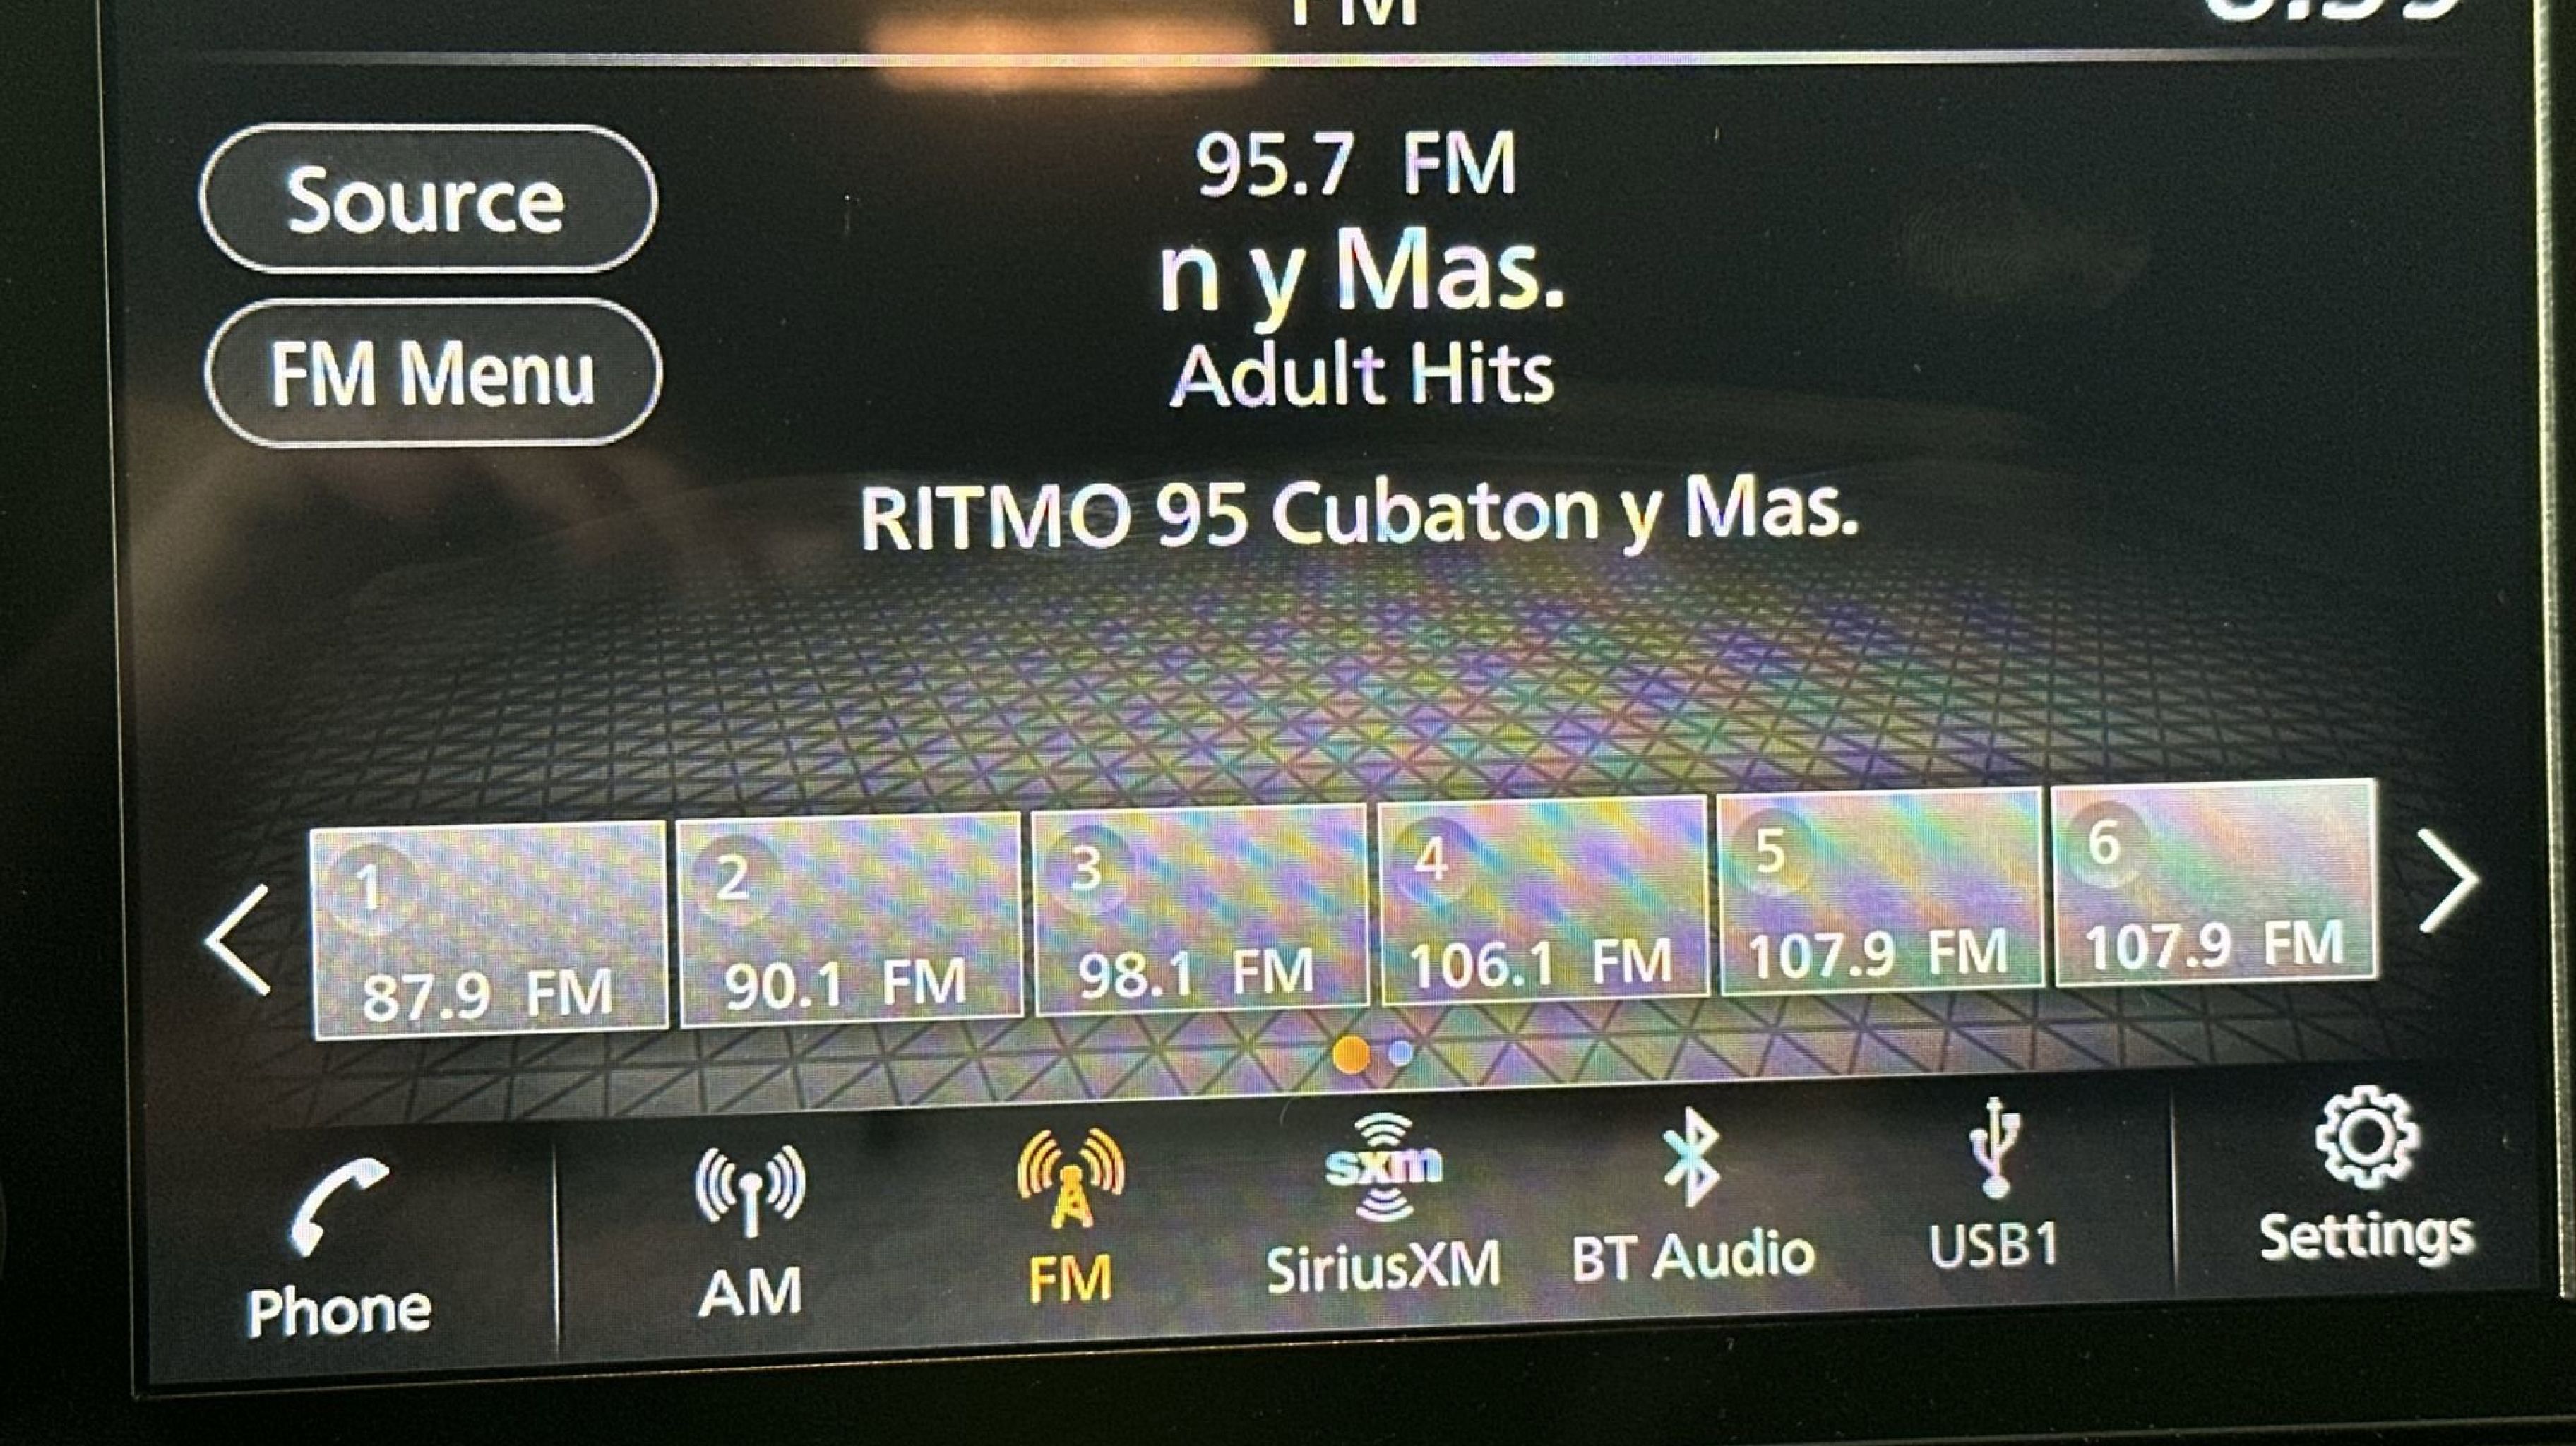 FM
Source
95.7 FM
n y Mas.
FM Menu
Adult Hits
RITMO 95 Cubaton y Mas.
1
87.9 FM
2
90.1 FM
3
98.1 FM
4
106.1 FM
5
107.9 FM
6
107.9 FM
Phone
AM
FM
sxm
SiriusXM
BT Audio
USB1
Settings